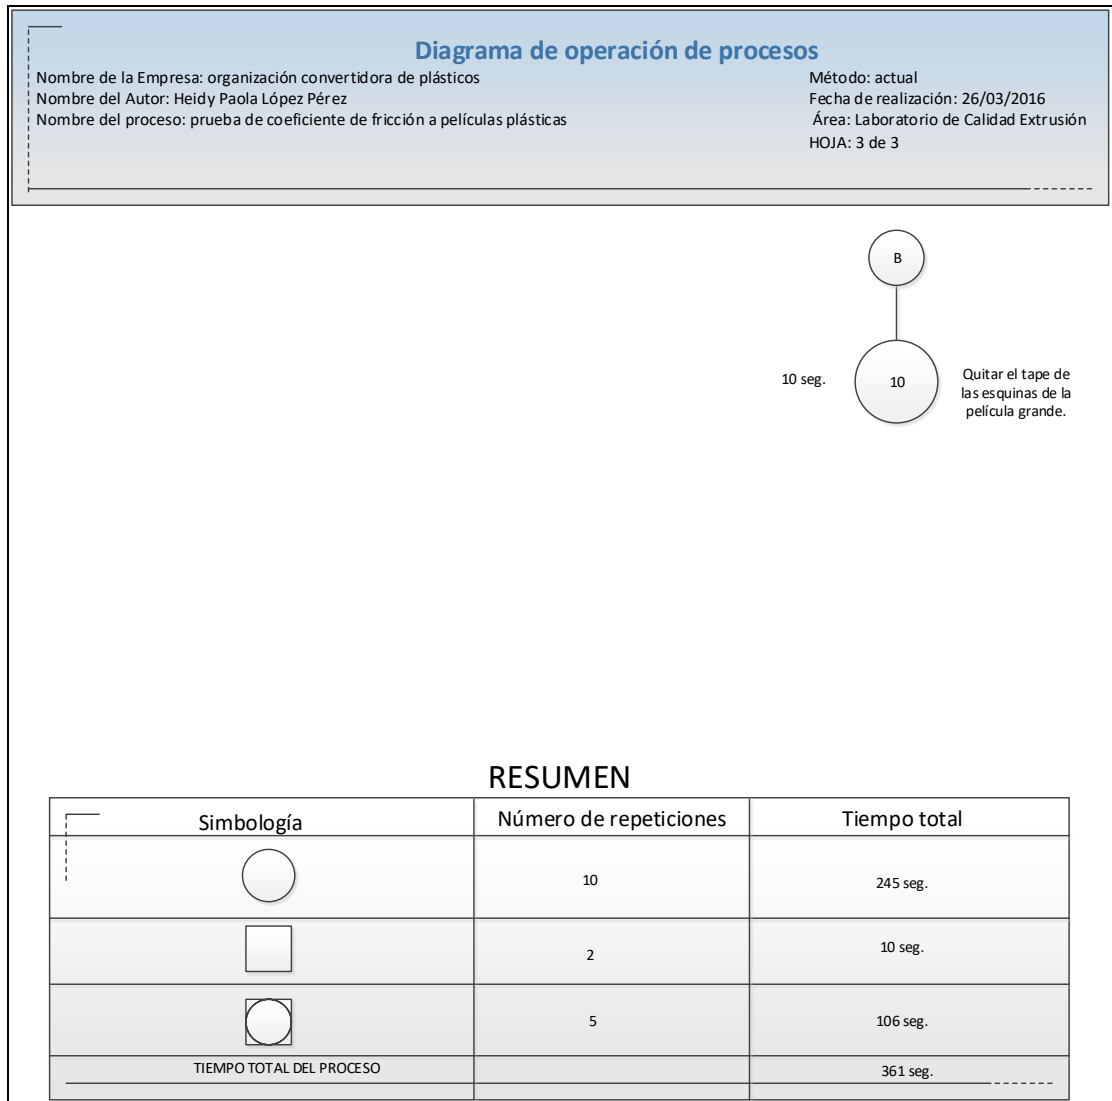 Diagrama de operación de procesos
Nombre de la Empresa: organización convertidora de plásticos
Nombre del Autor: Heidy Paola López Pérez
Nombre del proceso: prueba de coeficiente de fricción a películas plásticas
Método: actual
Fecha de realización: 26/03/2016
Área: Laboratorio de Calidad Extrusión
HOJA: 3 de 3
B
10 seg.
10
Quitar el tape de
las esquinas de la
película grande.
RESUMEN
Simbología Número de repeticiones Tiempo total
10 245 seg.
2 10 seg.
5 106 seg.
TIEMPO TOTAL DEL PROCESO 361 seg.